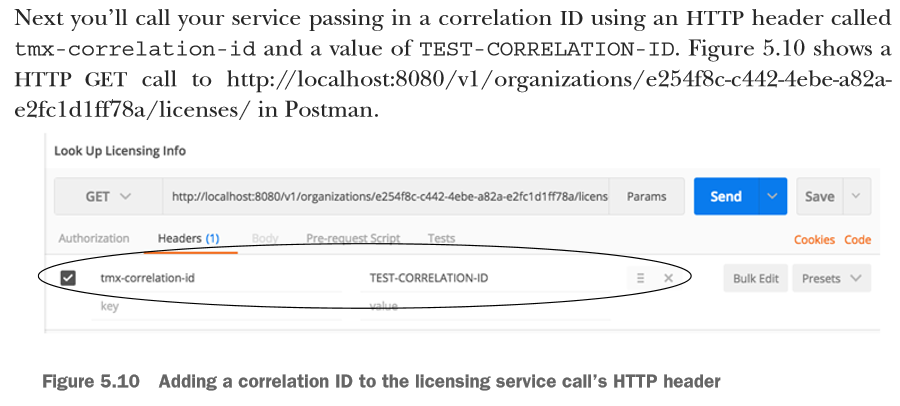 Next you'll call your service passing in a correlation ID using an HTTP header called
tmx-correlation-id and a value of TEST-CORRELATION-ID. Figure 5.10 shows a
HTTP GET call to http://localhost:8080/v1/organizations/e254f8c-c442-4ebe-a82a-
e2fc1d1ff78a/licenses/ in Postman.
Look Up Licensing Info
GET http://localhost:8080/v1/organizations/e254f8c-c442-4ebe-a82a-e2fc1d1ff78a/licens Params Send Save
Authorization Headers (1) Body Pre-request Script Tests Cookies Code
tmx-correlation-id TEST-CORRELATION-ID Bulk Edit Presets
key value
Figure 5.10 Adding a correlation ID to the licensing service call's HTTP header